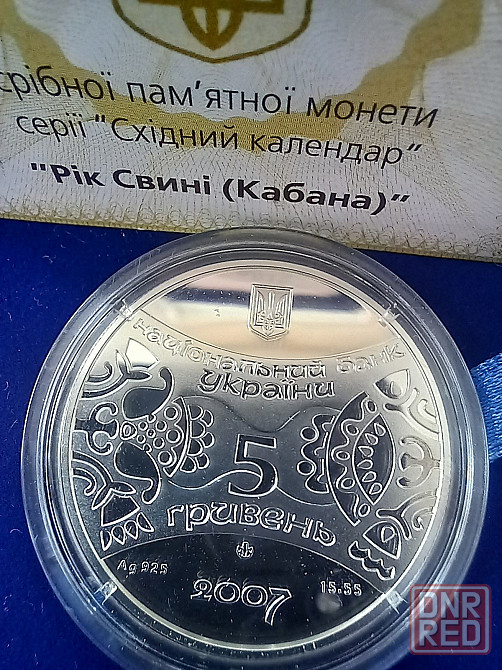 срібної пам'ятної монети
серії "Східний календар"
"Рік Свині (Кабана)"
національний банк
україни
5
гривень
Ag 925
2007
15.55
DNR
RED